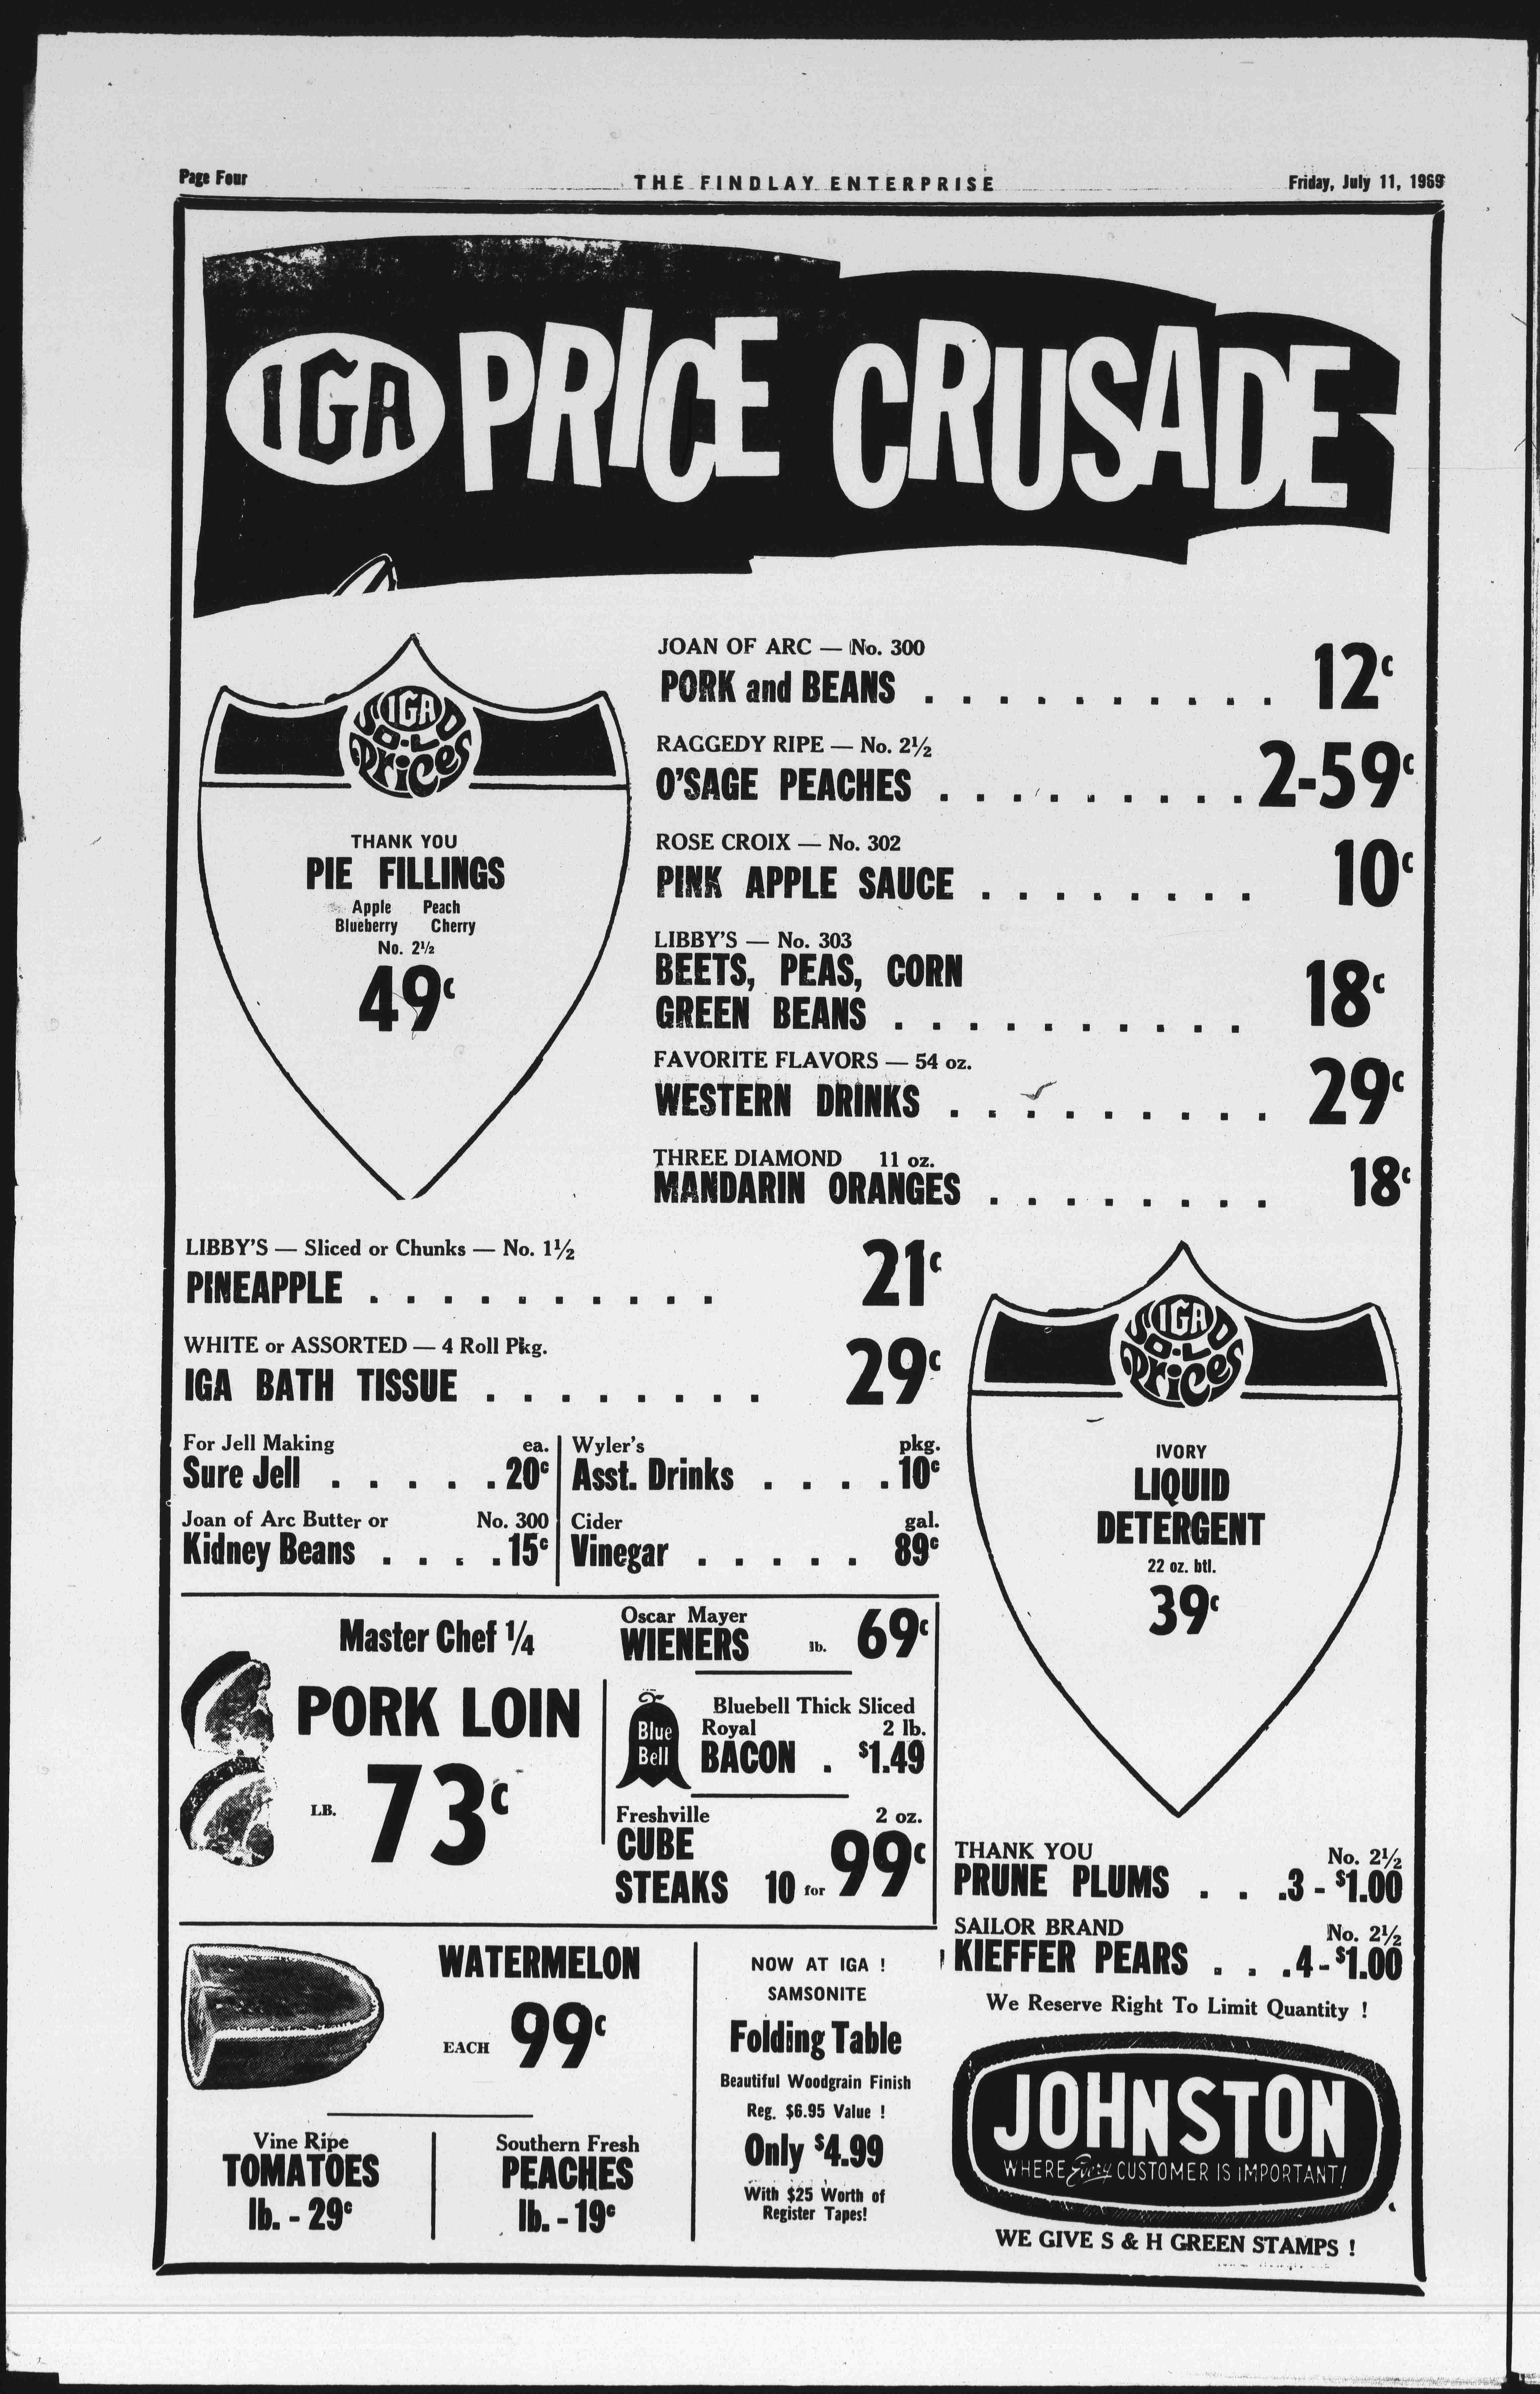 Page Four
THE FINDLAY ENTERPRISE
Friday, July 11, 1969
IGA PRICE CRUSADE
IGA
SO-LO
Prices
THANK YOU
PIE FILLINGS
Apple Peach
Blueberry Cherry
No. 2½
49c
JOAN OF ARC — No. 300
PORK and BEANS . . . . . . . . . . . 12c
RAGGEDY RIPE — No. 2½
O'SAGE PEACHES . . . . . . . . . . 2-59c
ROSE CROIX — No. 302
PINK APPLE SAUCE . . . . . . . . 10c
LIBBY'S — No. 303
BEETS, PEAS, CORN
GREEN BEANS . . . . . . . . . . . 18c
FAVORITE FLAVORS — 54 oz.
WESTERN DRINKS . . . . . . . . . . 29c
THREE DIAMOND 11 oz.
MANDARIN ORANGES . . . . . . . . 18c
LIBBY'S — Sliced or Chunks — No. 1½
PINEAPPLE . . . . . . . . . . . 21c
WHITE or ASSORTED — 4 Roll Pkg.
IGA BATH TISSUE . . . . . . . . 29c
For Jell Making ea.
Sure Jell . . . . . . 20c
Joan of Arc Butter or No. 300
Kidney Beans . . . . . 15c
Wyler's pkg.
Asst. Drinks . . . . . 10c
Cider gal.
Vinegar . . . . . 89c
IGA
SO-LO
Prices
IVORY
LIQUID
DETERGENT
22 oz. btl.
39c
Master Chef ¼
PORK LOIN
LB. 73c
Oscar Mayer
WIENERS lb. 69c
Blue
Bell
Bluebell Thick Sliced
Royal 2 lb.
BACON . $1.49
Freshville 2 oz.
CUBE
STEAKS 10 for 99c
THANK YOU No. 2½
PRUNE PLUMS . . .3 - $1.00
SAILOR BRAND No. 2½
KIEFFER PEARS . . .4-$1.00
We Reserve Right To Limit Quantity !
WATERMELON
EACH 99c
Vine Ripe
TOMATOES
lb. - 29c
Southern Fresh
PEACHES
lb. - 19c
NOW AT IGA !
SAMSONITE
Folding Table
Beautiful Woodgrain Finish
Reg. $6.95 Value !
Only $4.99
With $25 Worth of
Register Tapes!
JOHNSTON
WHERE Every CUSTOMER IS IMPORTANT!
WE GIVE S & H GREEN STAMPS !